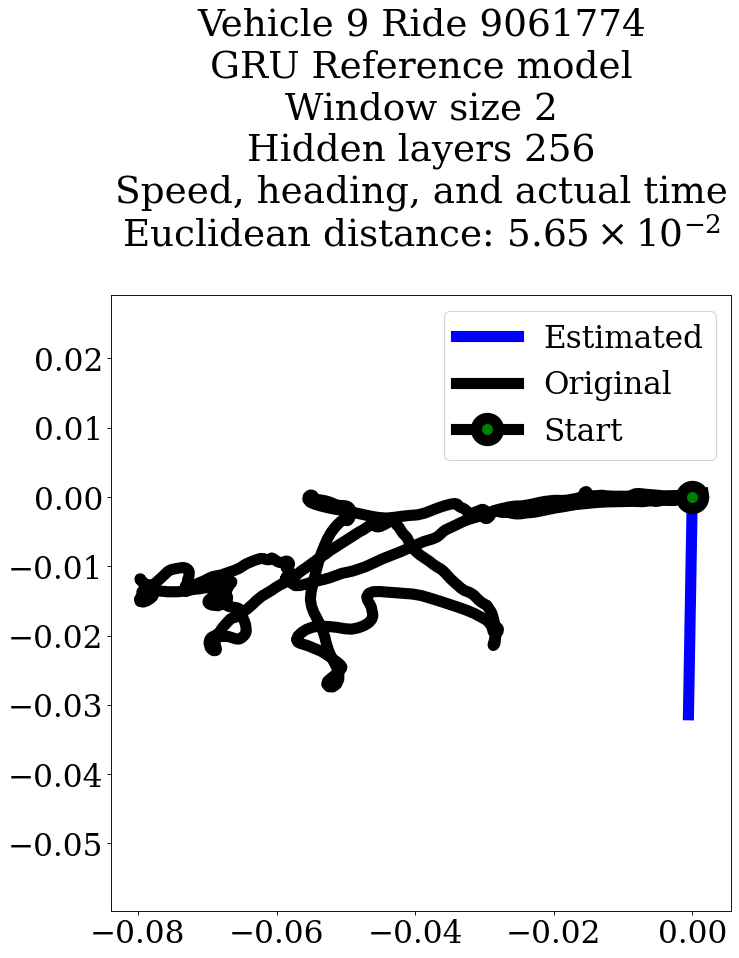 Vehicle 9 Ride 9061774
GRU Reference model
Window size 2
Hidden layers 256
Speed, heading, and actual time
Euclidean distance: 5.65 × 10⁻²
Estimated
Original
Start
0.02
0.01
0.00
−0.01
−0.02
−0.03
−0.04
−0.05
−0.08 −0.06 −0.04 −0.02 0.00